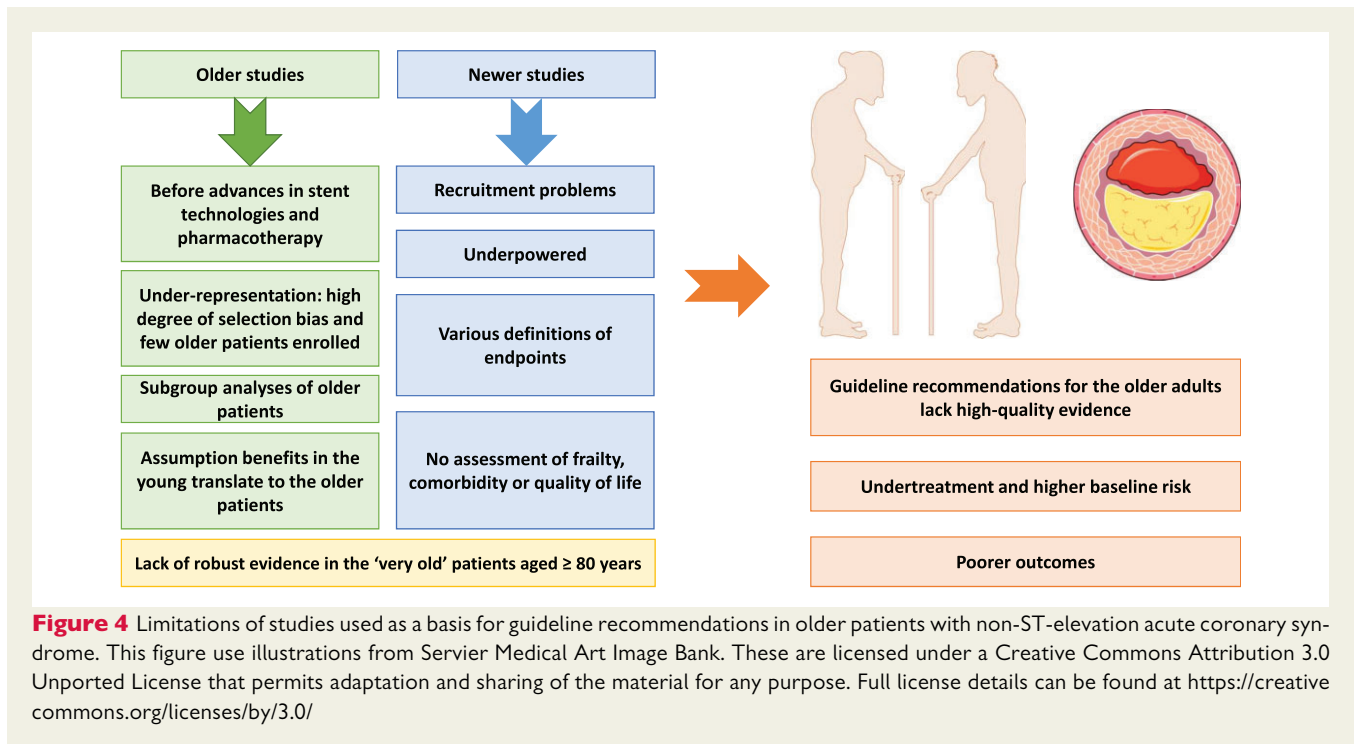 Older studies
Before advances in stent
technologies and
pharmacotherapy
Under-representation: high
degree of selection bias and
few older patients enrolled
Subgroup analyses of older
patients
Assumption benefits in the
young translate to the older
patients
Newer studies
Recruitment problems
Underpowered
Various definitions of
endpoints
No assessment of frailty,
comorbidity or quality of life
Lack of robust evidence in the ‘very old’ patients aged ≥ 80 years
Guideline recommendations for the older adults
lack high-quality evidence
Undertreatment and higher baseline risk
Poorer outcomes
Figure 4 Limitations of studies used as a basis for guideline recommendations in older patients with non-ST-elevation acute coronary syn-
drome. This figure use illustrations from Servier Medical Art Image Bank. These are licensed under a Creative Commons Attribution 3.0
Unported License that permits adaptation and sharing of the material for any purpose. Full license details can be found at https://creative
commons.org/licenses/by/3.0/